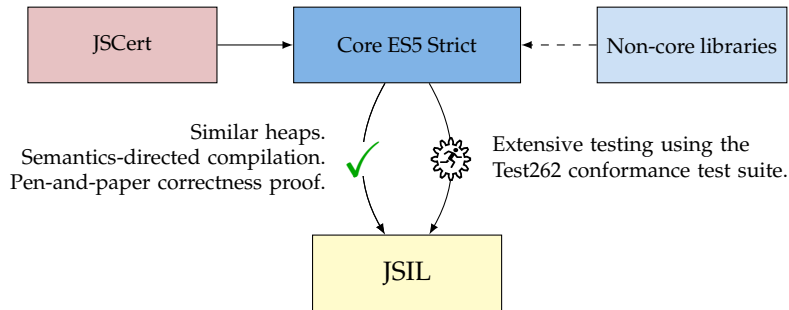 JSCert
Core ES5 Strict
Non-core libraries
Similar heaps.
Semantics-directed compilation.
Pen-and-paper correctness proof.
Extensive testing using the
Test262 conformance test suite.
JSIL